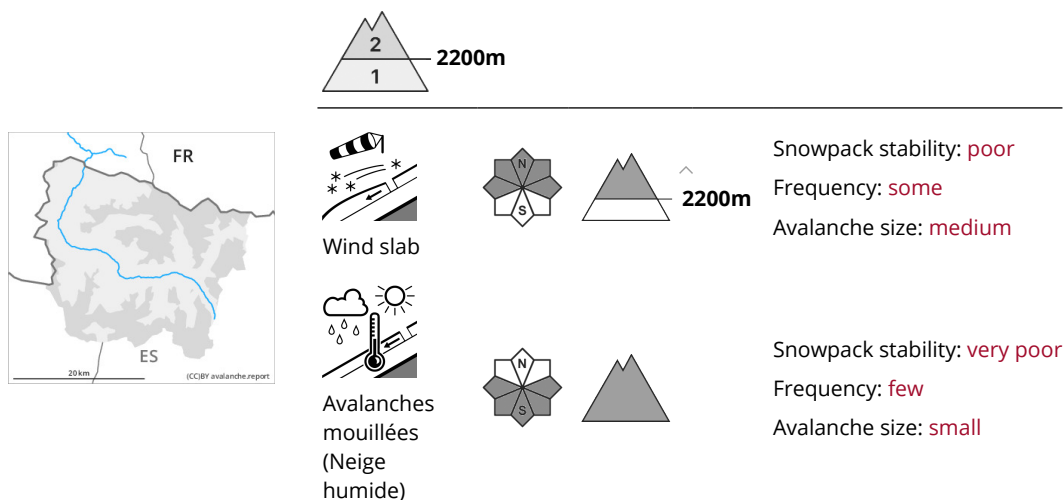 2
2200m
1
FR
ES
20 km
(CC)BY avalanche.report
Wind slab
N
S
2200m
Snowpack stability: poor
Frequency: some
Avalanche size: medium
Avalanches
mouillées
(Neige
humide)
N
S
Snowpack stability: very poor
Frequency: few
Avalanche size: small